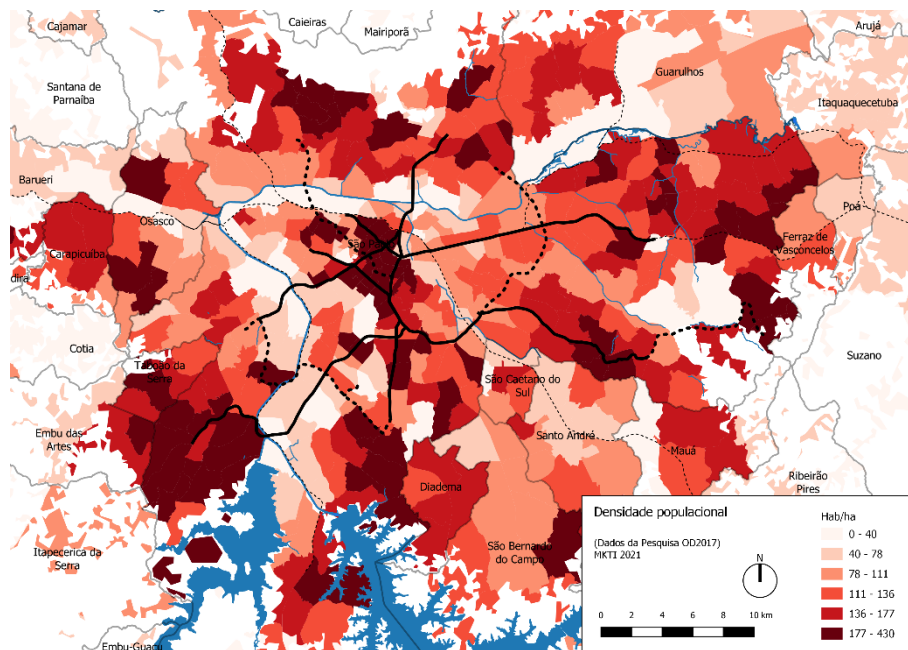 Cajamar
Caieiras
Mairiporã
Arujá
Santana de
Parnaíba
Guarulhos
Itaquaquecetuba
Barueri
Osasco
Poá
São
Carapicuíba
Ferraz de
Vasconcelos
dira
Cotia
Suzano
Taboão da
Serra
São Caetano do
Sul
Embu das
Artes
Santo André
Mauá
Diadema
Ribeirão
Pires
Itapecerica da
Serra
São Bernardo
do Campo
Embu-Guaçu
Densidade populacional
(Dados da Pesquisa OD2017)
MKTI 2021
N
0 2 4 6 8 10 km
Hab/ha
0 - 40
40 - 78
78 - 111
111 - 136
136 - 177
177 - 430